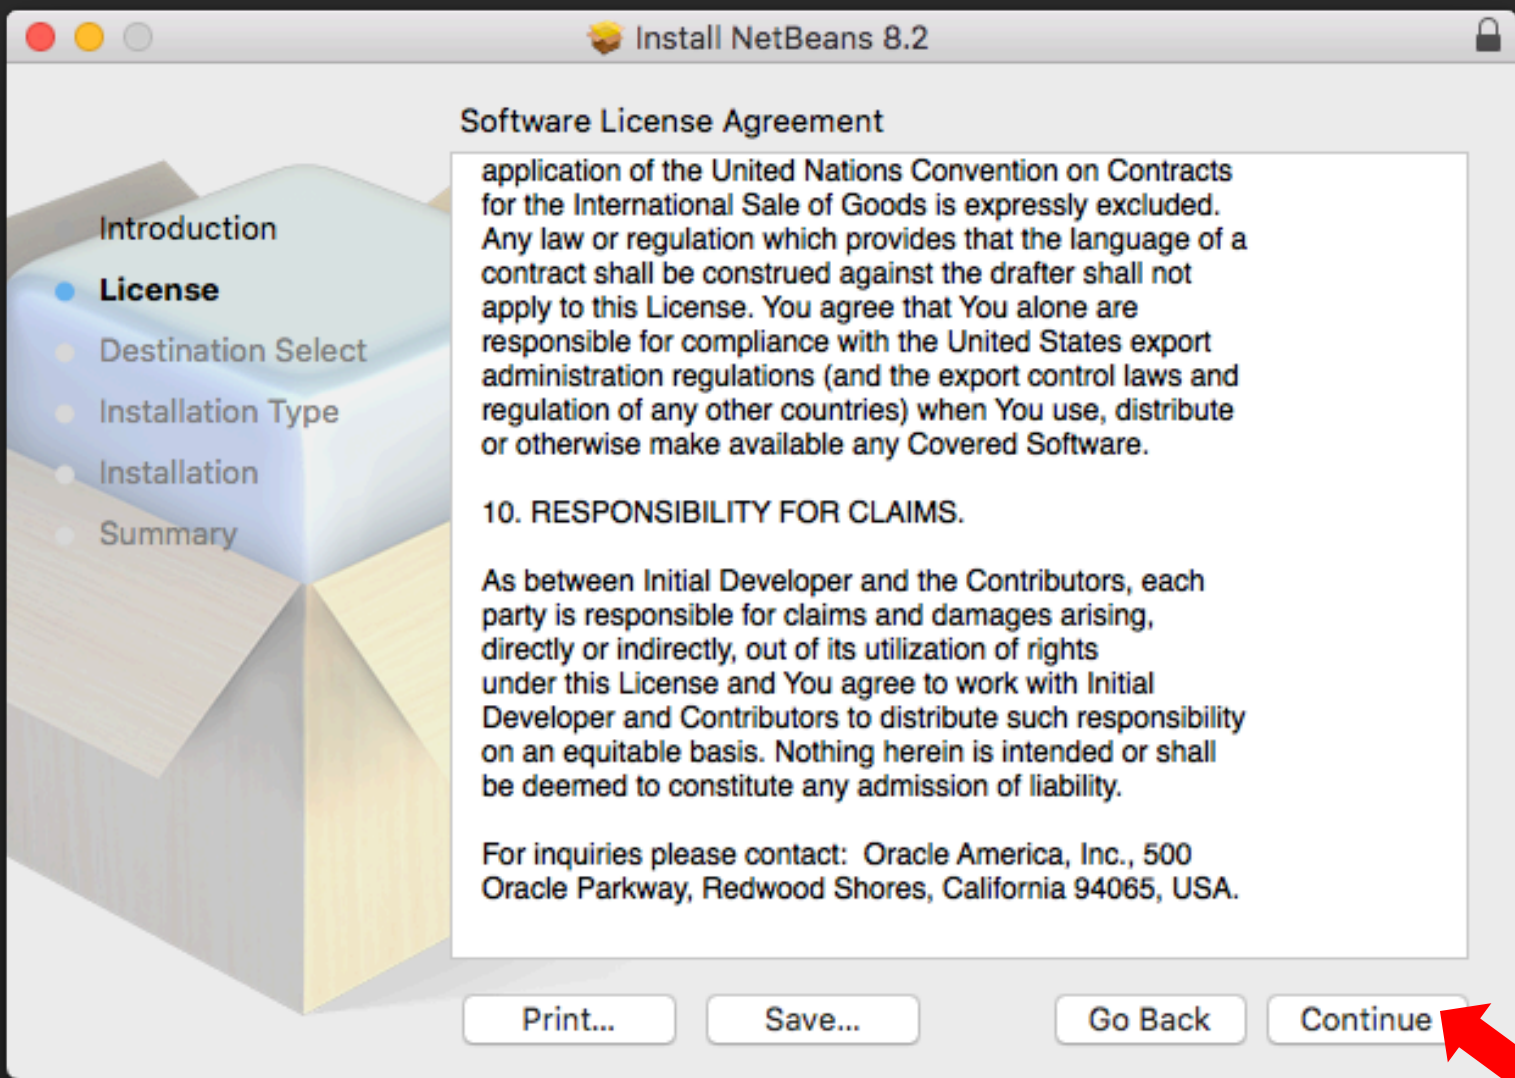 Install NetBeans 8.2
Software License Agreement
Introduction
License
Destination Select
Installation Type
Installation
Summary
application of the United Nations Convention on Contracts
for the International Sale of Goods is expressly excluded.
Any law or regulation which provides that the language of a
contract shall be construed against the drafter shall not
apply to this License. You agree that You alone are
responsible for compliance with the United States export
administration regulations (and the export control laws and
regulation of any other countries) when You use, distribute
or otherwise make available any Covered Software.
10. RESPONSIBILITY FOR CLAIMS.
As between Initial Developer and the Contributors, each
party is responsible for claims and damages arising,
directly or indirectly, out of its utilization of rights
under this License and You agree to work with Initial
Developer and Contributors to distribute such responsibility
on an equitable basis. Nothing herein is intended or shall
be deemed to constitute any admission of liability.
For inquiries please contact:  Oracle America, Inc., 500
Oracle Parkway, Redwood Shores, California 94065, USA.
Print...
Save...
Go Back
Continue